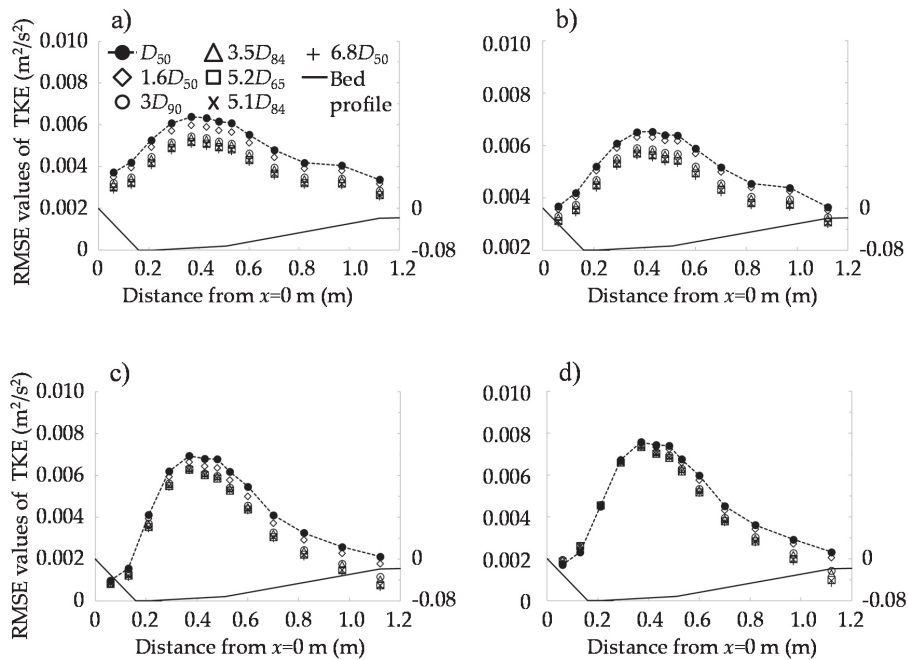 a)
RMSE values of TKE (m²/s²)
0.010
0.008
0.006
0.004
0.002
0
D₅₀ 3.5D₈₄ 6.8D₅₀
1.6D₅₀ 5.2D₆₅ Bed
3D₉₀ 5.1D₈₄ profile
0
-0.08
0 0.2 0.4 0.6 0.8 1.0 1.2
Distance from x=0 m (m)
b)
0.010
0.008
0.006
0.004
0.002
0
-0.08
0 0.2 0.4 0.6 0.8 1.0 1.2
Distance from x=0 m (m)
c)
RMSE values of TKE (m²/s²)
0.010
0.008
0.006
0.004
0.002
0
0
-0.08
0 0.2 0.4 0.6 0.8 1.0 1.2
Distance from x=0 m (m)
d)
0.010
0.008
0.006
0.004
0.002
0
0
-0.08
0 0.2 0.4 0.6 0.8 1.0 1.2
Distance from x=0 m (m)